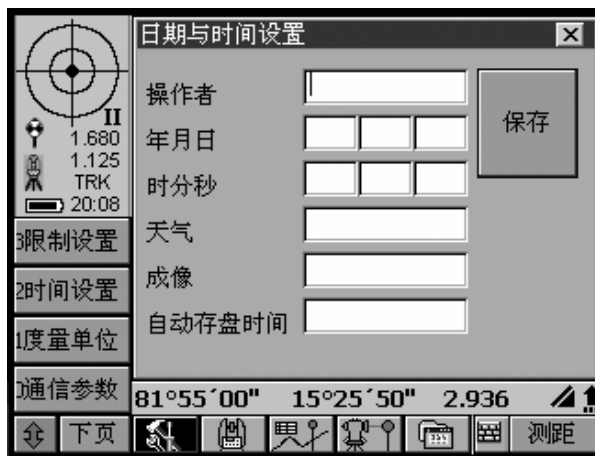 日期与时间设置
操作者
保存
年月日
时分秒
天气
成像
自动存盘时间
II
1.680
1.125
TRK
20:08
3限制设置
2时间设置
1度量单位
0通信参数
81°55´00" 15°25´50" 2.936
1
下页
测距